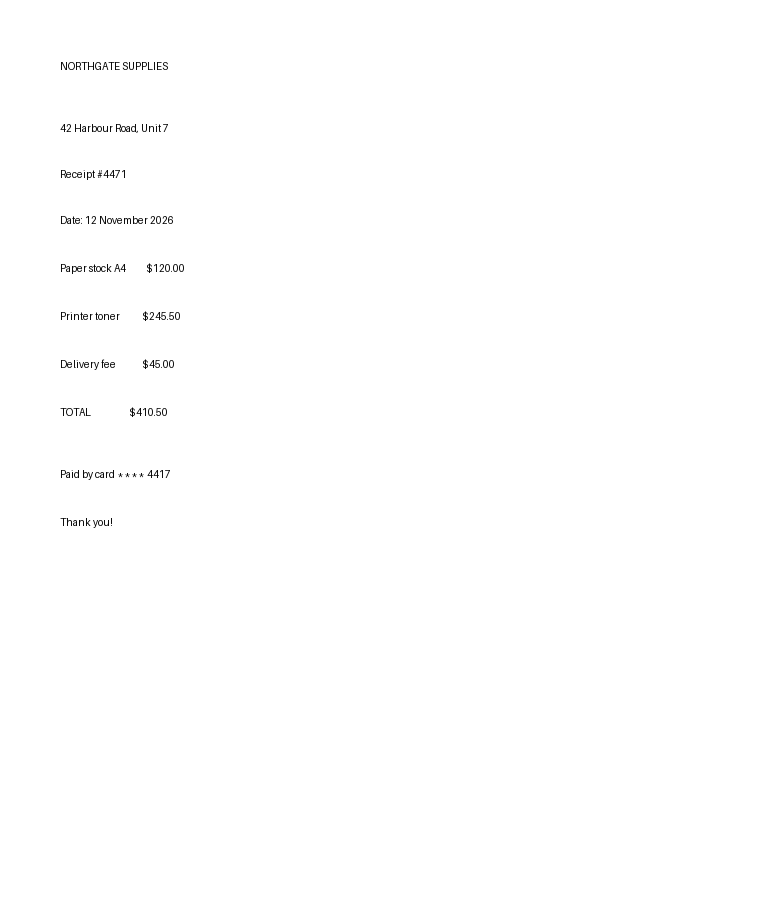 NORTHGATE SUPPLIES
42 Harbour Road, Unit 7
Receipt #4471
Date: 12 November 2026
Paper stock A4 $120.00
Printer toner $245.50
Delivery fee $45.00
TOTAL $410.50
Paid by card **** 4417
Thank you!